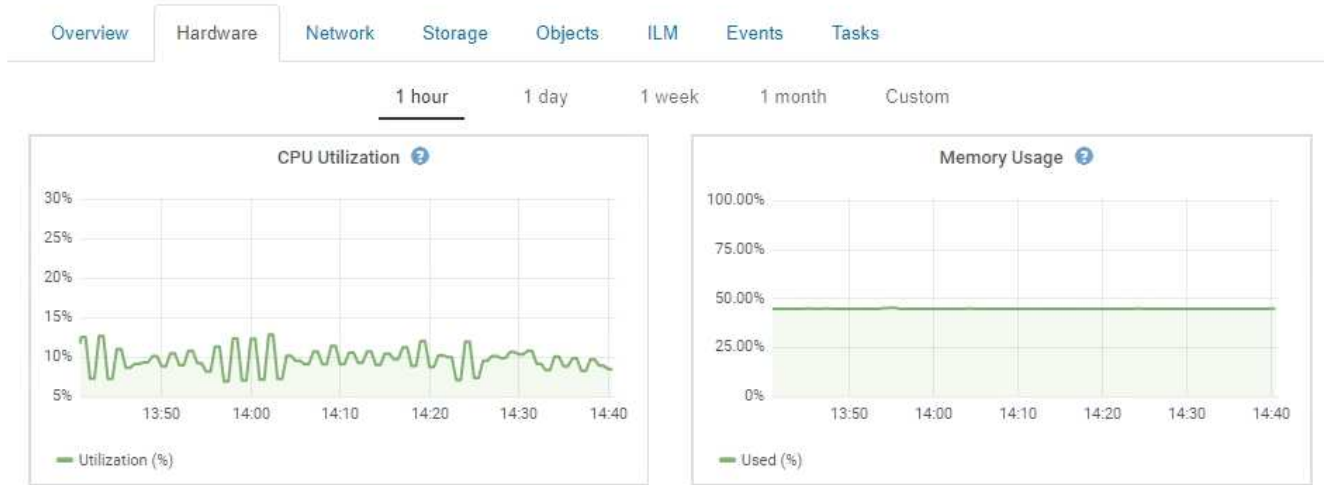 Overview Hardware Network Storage Objects ILM Events Tasks
1 hour 1 day 1 week 1 month Custom
CPU Utilization ?
30%
25%
20%
15%
10%
5%
13:50 14:00 14:10 14:20 14:30 14:40
Utilization (%)
Memory Usage ?
100.00%
75.00%
50.00%
25.00%
0%
13:50 14:00 14:10 14:20 14:30 14:40
Used (%)